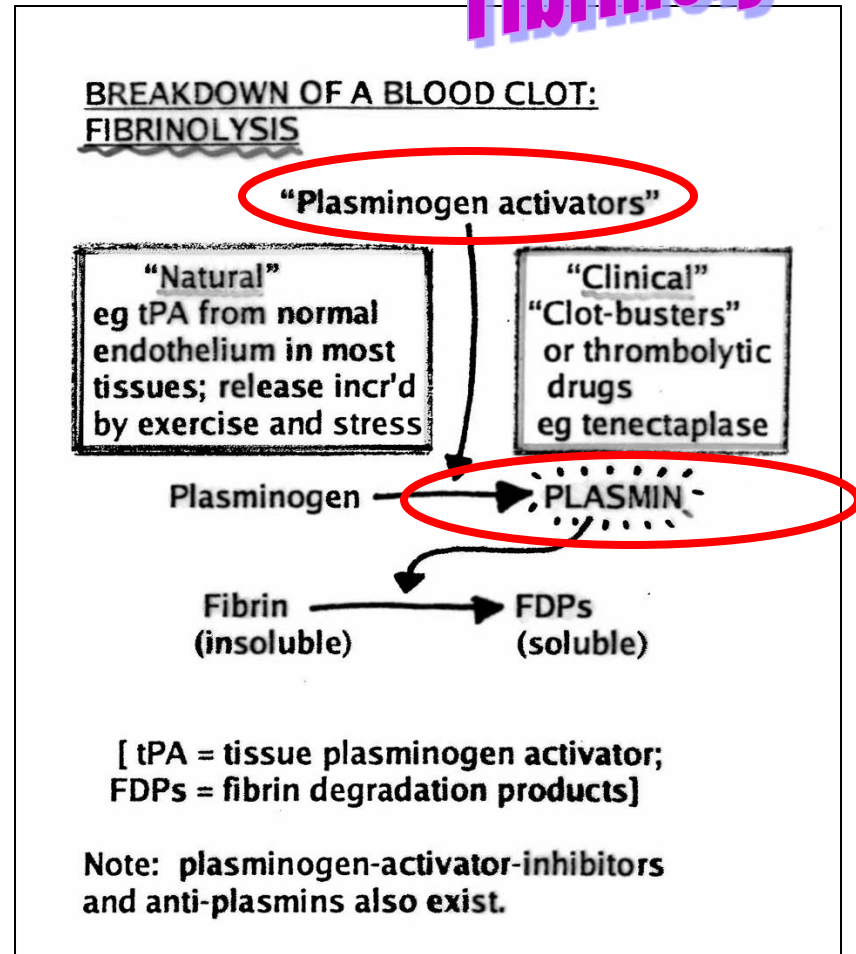 BREAKDOWN OF A BLOOD CLOT:
FIBRINOLYSIS
“Plasminogen activators”
“Natural”
eg tPA from normal
endothelium in most
tissues; release incr'd
by exercise and stress
“Clinical”
“Clot-busters”
or thrombolytic
drugs
eg tenectaplase
Plasminogen PLASMIN
Fibrin FDPs
(insoluble) (soluble)
[ tPA = tissue plasminogen activator;
FDPs = fibrin degradation products]
Note: plasminogen-activator-inhibitors
and anti-plasmins also exist.